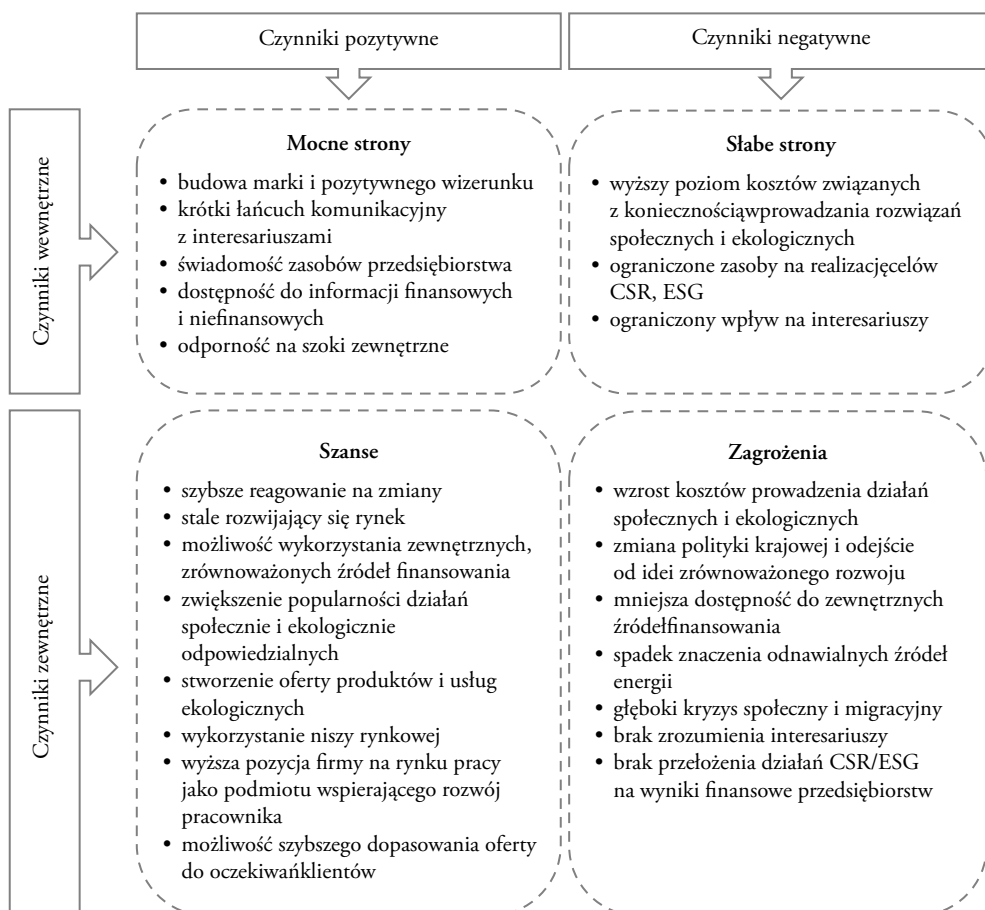 Czynniki pozytywne
Czynniki negatywne
Czynniki wewnętrzne
Mocne strony
• budowa marki i pozytywnego wizerunku
• krótki łańcuch komunikacyjny
z interesariuszami
• świadomość zasobów przedsiębiorstwa
• dostępność do informacji finansowych
i niefinansowych
• odporność na szoki zewnętrzne
Słabe strony
• wyższy poziom kosztów związanych
z koniecznościąwprowadzania rozwiązań
społecznych i ekologicznych
• ograniczone zasoby na realizacjęcelów
CSR, ESG
• ograniczony wpływ na interesariuszy
Czynniki zewnętrzne
Szanse
• szybsze reagowanie na zmiany
• stale rozwijający się rynek
• możliwość wykorzystania zewnętrznych,
zrównoważonych źródeł finansowania
• zwiększenie popularności działań
społecznie i ekologicznie
odpowiedzialnych
• stworzenie oferty produktów i usług
ekologicznych
• wykorzystanie niszy rynkowej
• wyższa pozycja firmy na rynku pracy
jako podmiotu wspierającego rozwój
pracownika
• możliwość szybszego dopasowania oferty
do oczekiwańklientów
Zagrożenia
• wzrost kosztów prowadzenia działań
społecznych i ekologicznych
• zmiana polityki krajowej i odejście
od idei zrównoważonego rozwoju
• mniejsza dostępność do zewnętrznych
źródełfinansowania
• spadek znaczenia odnawialnych źródeł
energii
• głęboki kryzys społeczny i migracyjny
• brak zrozumienia interesariuszy
• brak przełożenia działań CSR/ESG
na wyniki finansowe przedsiębiorstw